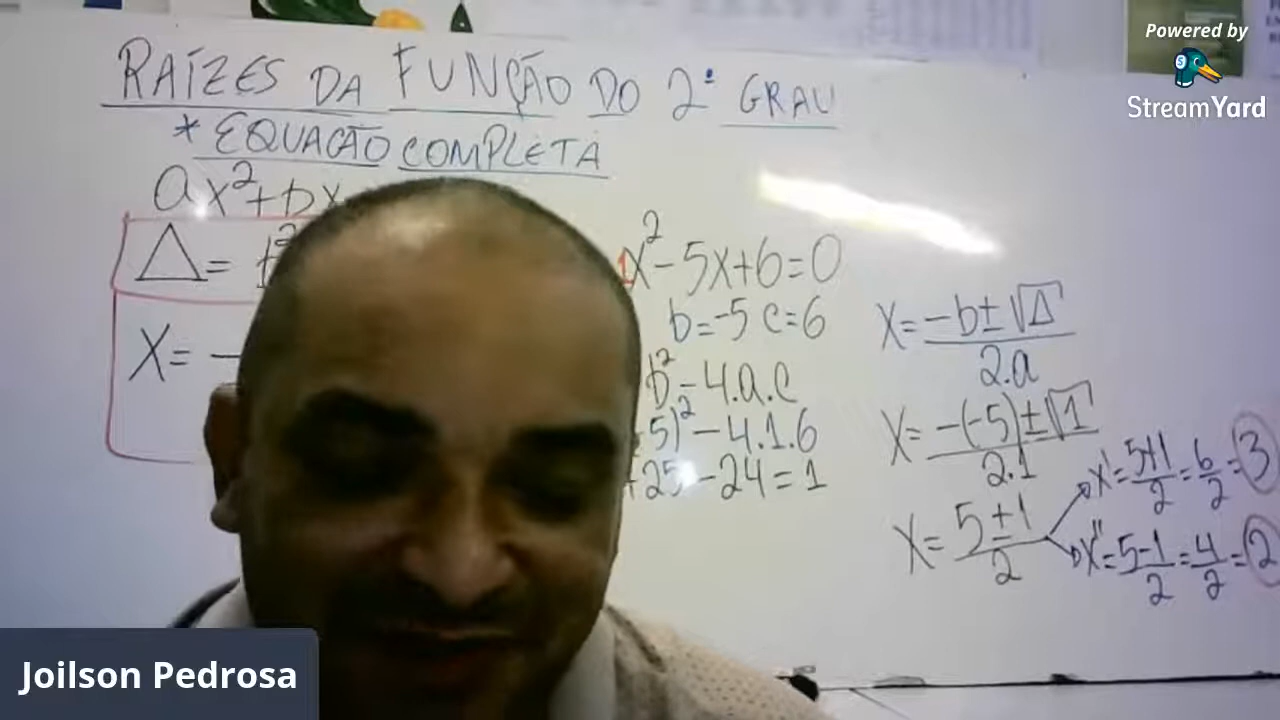 RAÍZES DA FUNÇÃO DO 2º GRAU
* EQUAÇÃO COMPLETA
ax²+bx
Δ= b²
X= -
1x²-5x+6=0
b=-5 c=6
b²-4.a.c
-5)²-4.1.6
+25-24=1
X= -b±√Δ
2.a
X= -(-5)±√1
2.1
X= 5±1
2
x'= 5+1 = 6 = 3
2 2
x''= 5-1 = 4 = 2
2 2
Powered by
StreamYard
Joilson Pedrosa